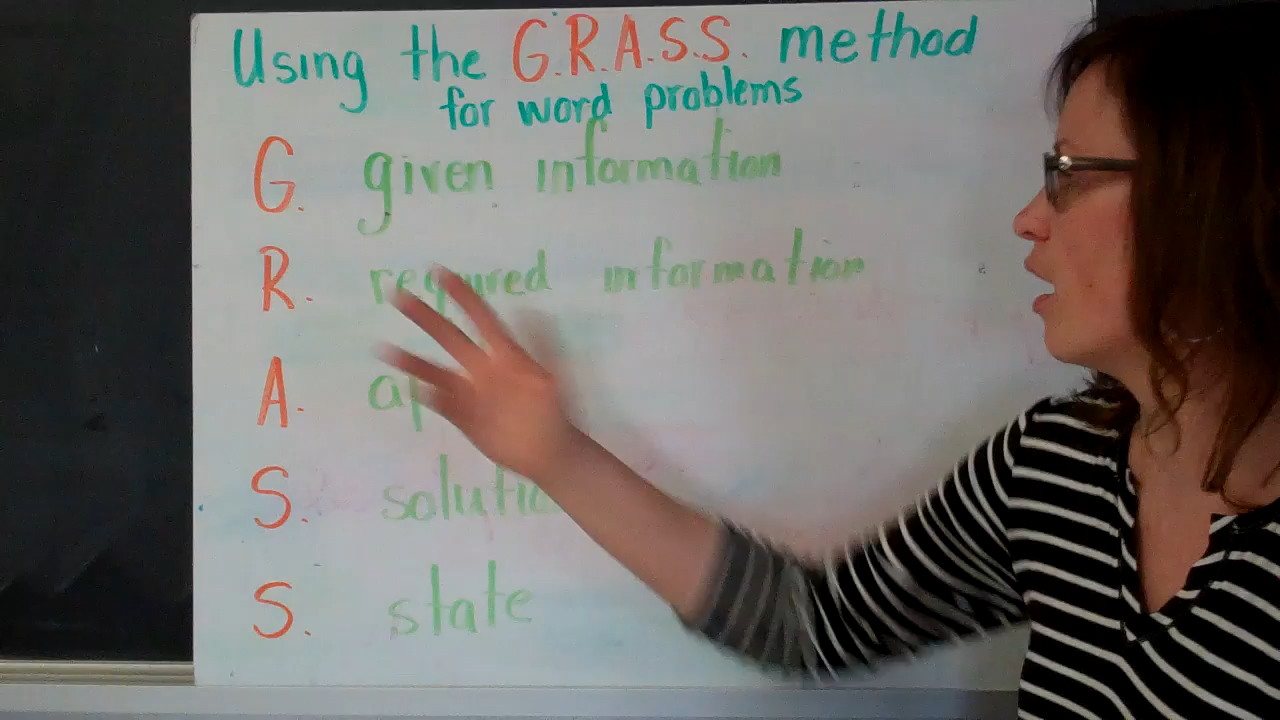 Using the G.R.A.S.S. method
for word problems
G. given information
R. required information
A.
S.
S. state